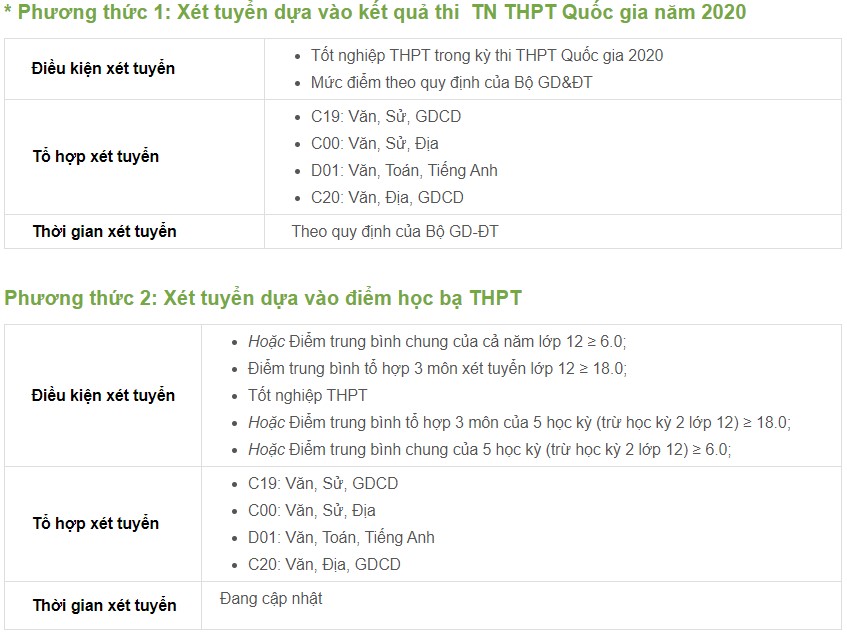 * Phương thức 1: Xét tuyển dựa vào kết quả thi TN THPT Quốc gia năm 2020
Điều kiện xét tuyển
• Tốt nghiệp THPT trong kỳ thi THPT Quốc gia 2020
• Mức điểm theo quy định của Bộ GD&ĐT
Tổ hợp xét tuyển
• C19: Văn, Sử, GDCD
• C00: Văn, Sử, Địa
• D01: Văn, Toán, Tiếng Anh
• C20: Văn, Địa, GDCD
Thời gian xét tuyển
Theo quy định của Bộ GD-ĐT
Phương thức 2: Xét tuyển dựa vào điểm học bạ THPT
Điều kiện xét tuyển
• Hoặc Điểm trung bình chung của cả năm lớp 12 ≥ 6.0;
• Điểm trung bình tổ hợp 3 môn xét tuyển lớp 12 ≥ 18.0;
• Tốt nghiệp THPT
• Hoặc Điểm trung bình tổ hợp 3 môn của 5 học kỳ (trừ học kỳ 2 lớp 12) ≥ 18.0;
• Hoặc Điểm trung bình chung của 5 học kỳ (trừ học kỳ 2 lớp 12) ≥ 6.0;
Tổ hợp xét tuyển
• C19: Văn, Sử, GDCD
• C00: Văn, Sử, Địa
• D01: Văn, Toán, Tiếng Anh
• C20: Văn, Địa, GDCD
Thời gian xét tuyển
Đang cập nhật